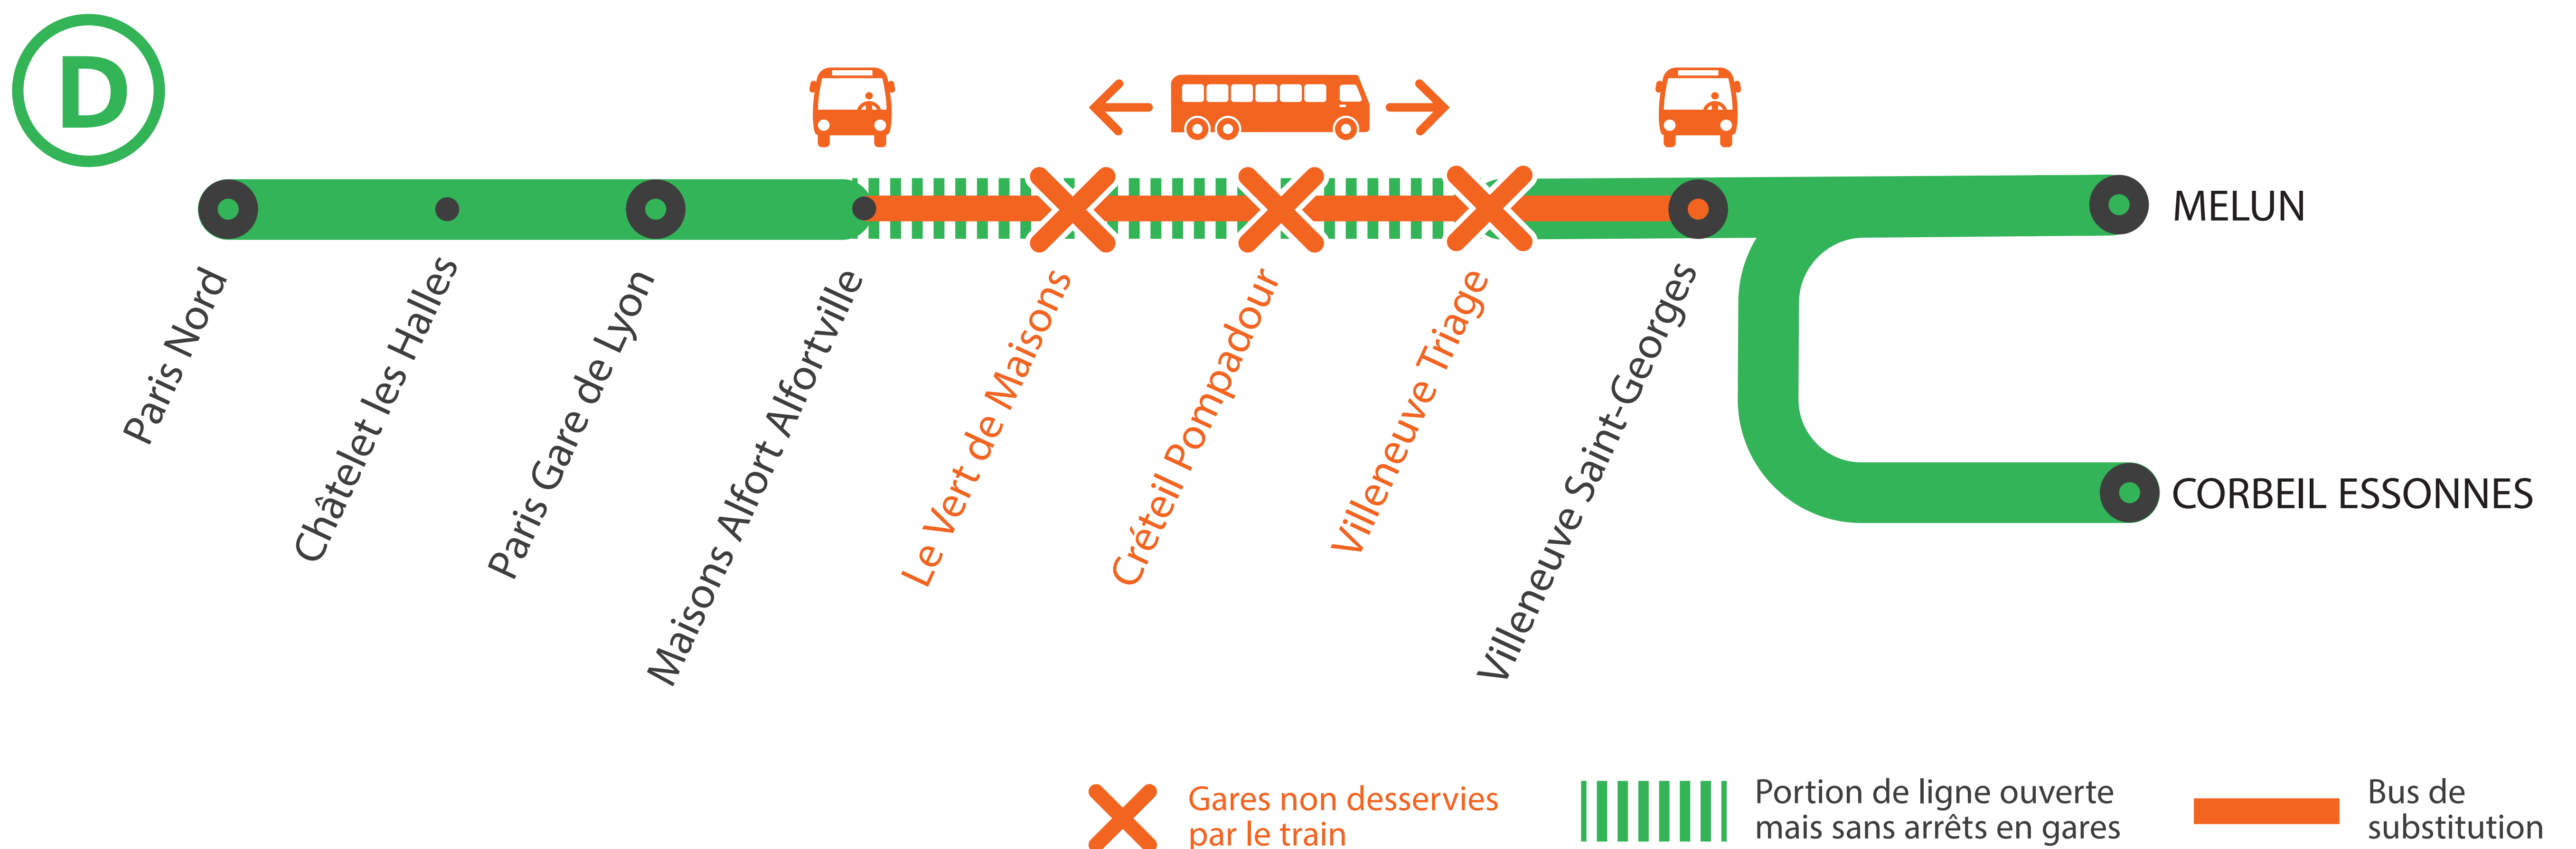 D
Paris Nord
Châtelet les Halles
Paris Gare de Lyon
Maisons Alfort Alfortville
Le Vert de Maisons
Créteil Pompadour
Villeneuve Triage
Villeneuve Saint-Georges
MELUN
CORBEIL ESSONNES
Gares non desservies
par le train
Portion de ligne ouverte
mais sans arrêts en gares
Bus de
substitution